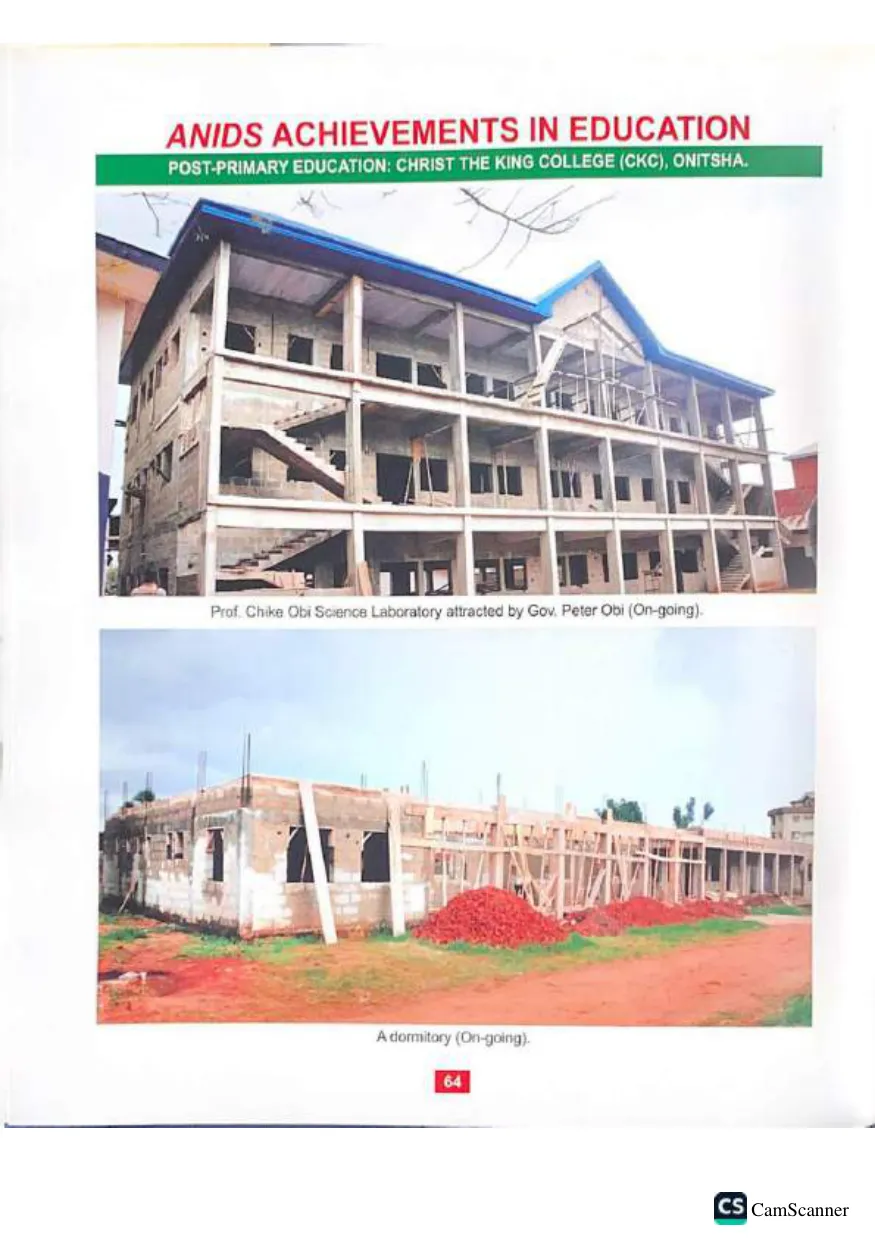 ANIDS ACHIEVEMENTS IN EDUCATION
POST-PRIMARY EDUCATION: CHRIST THE KING COLLEGE (CKC), ONITSHA.
Prof. Chike Obi Science Laboratory attracted by Gov. Peter Obi (On-going).
A dormitory (On-going).
64
CS CamScanner